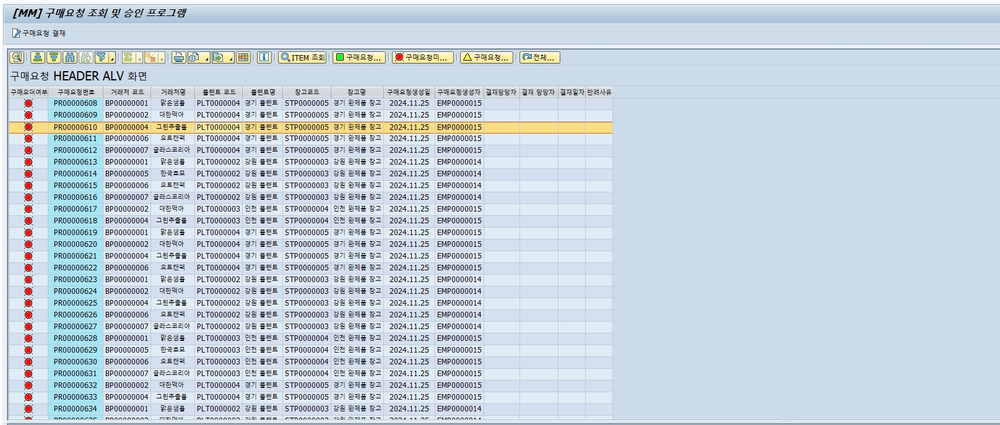 [MM] 구매요청 조회 및 승인 프로그램
구매요청 결재
ITEM 조회 구매요청... 구매요청미... 구매요청... 전체...
구매요청 HEADER ALV 화면
구매오더여부 구매요청번호 거래처 코드 거래처명 플랜트 코드 플랜트명 창고코드 창고명 구매요청생성일 구매요청생성자 결재담당자 결재 담당자 결재일자 반려사유
PR00000608 BP00000001 맑은샘물 PLT0000004 경기 플랜트 STP0000005 경기 완제품 창고 2024.11.25 EMP0000015
PR00000609 BP00000002 대한맥아 PLT0000004 경기 플랜트 STP0000005 경기 완제품 창고 2024.11.25 EMP0000015
PR00000610 BP00000004 그린추출물 PLT0000004 경기 플랜트 STP0000005 경기 완제품 창고 2024.11.25 EMP0000015
PR00000611 BP00000006 오토캔팩 PLT0000004 경기 플랜트 STP0000005 경기 완제품 창고 2024.11.25 EMP0000015
PR00000612 BP00000007 글라스코리아 PLT0000004 경기 플랜트 STP0000005 경기 완제품 창고 2024.11.25 EMP0000015
PR00000613 BP00000001 맑은샘물 PLT0000002 강원 플랜트 STP0000003 강원 완제품 창고 2024.11.25 EMP0000014
PR00000614 BP00000005 한국효모 PLT0000002 강원 플랜트 STP0000003 강원 완제품 창고 2024.11.25 EMP0000014
PR00000615 BP00000006 오토캔팩 PLT0000002 강원 플랜트 STP0000003 강원 완제품 창고 2024.11.25 EMP0000014
PR00000616 BP00000007 글라스코리아 PLT0000002 강원 플랜트 STP0000003 강원 완제품 창고 2024.11.25 EMP0000014
PR00000617 BP00000002 대한맥아 PLT0000003 인천 플랜트 STP0000004 인천 완제품 창고 2024.11.25 EMP0000015
PR00000618 BP00000004 그린추출물 PLT0000003 인천 플랜트 STP0000004 인천 완제품 창고 2024.11.25 EMP0000015
PR00000619 BP00000001 맑은샘물 PLT0000004 경기 플랜트 STP0000005 경기 완제품 창고 2024.11.25 EMP0000015
PR00000620 BP00000002 대한맥아 PLT0000004 경기 플랜트 STP0000005 경기 완제품 창고 2024.11.25 EMP0000015
PR00000621 BP00000004 그린추출물 PLT0000004 경기 플랜트 STP0000005 경기 완제품 창고 2024.11.25 EMP0000015
PR00000622 BP00000006 오토캔팩 PLT0000004 경기 플랜트 STP0000005 경기 완제품 창고 2024.11.25 EMP0000015
PR00000623 BP00000001 맑은샘물 PLT0000002 강원 플랜트 STP0000003 강원 완제품 창고 2024.11.25 EMP0000014
PR00000624 BP00000002 대한맥아 PLT0000002 강원 플랜트 STP0000003 강원 완제품 창고 2024.11.25 EMP0000014
PR00000625 BP00000004 그린추출물 PLT0000002 강원 플랜트 STP0000003 강원 완제품 창고 2024.11.25 EMP0000014
PR00000626 BP00000006 오토캔팩 PLT0000002 강원 플랜트 STP0000003 강원 완제품 창고 2024.11.25 EMP0000014
PR00000627 BP00000007 글라스코리아 PLT0000002 강원 플랜트 STP0000003 강원 완제품 창고 2024.11.25 EMP0000014
PR00000628 BP00000001 맑은샘물 PLT0000003 인천 플랜트 STP0000004 인천 완제품 창고 2024.11.25 EMP0000015
PR00000629 BP00000005 한국효모 PLT0000003 인천 플랜트 STP0000004 인천 완제품 창고 2024.11.25 EMP0000015
PR00000630 BP00000006 오토캔팩 PLT0000003 인천 플랜트 STP0000004 인천 완제품 창고 2024.11.25 EMP0000015
PR00000631 BP00000007 글라스코리아 PLT0000003 인천 플랜트 STP0000004 인천 완제품 창고 2024.11.25 EMP0000015
PR00000632 BP00000002 대한맥아 PLT0000004 경기 플랜트 STP0000005 경기 완제품 창고 2024.11.25 EMP0000015
PR00000633 BP00000004 그린추출물 PLT0000004 경기 플랜트 STP0000005 경기 완제품 창고 2024.11.25 EMP0000015
PR00000634 BP00000001 맑은샘물 PLT0000002 강원 플랜트 STP0000003 강원 완제품 창고 2024.11.25 EMP0000014